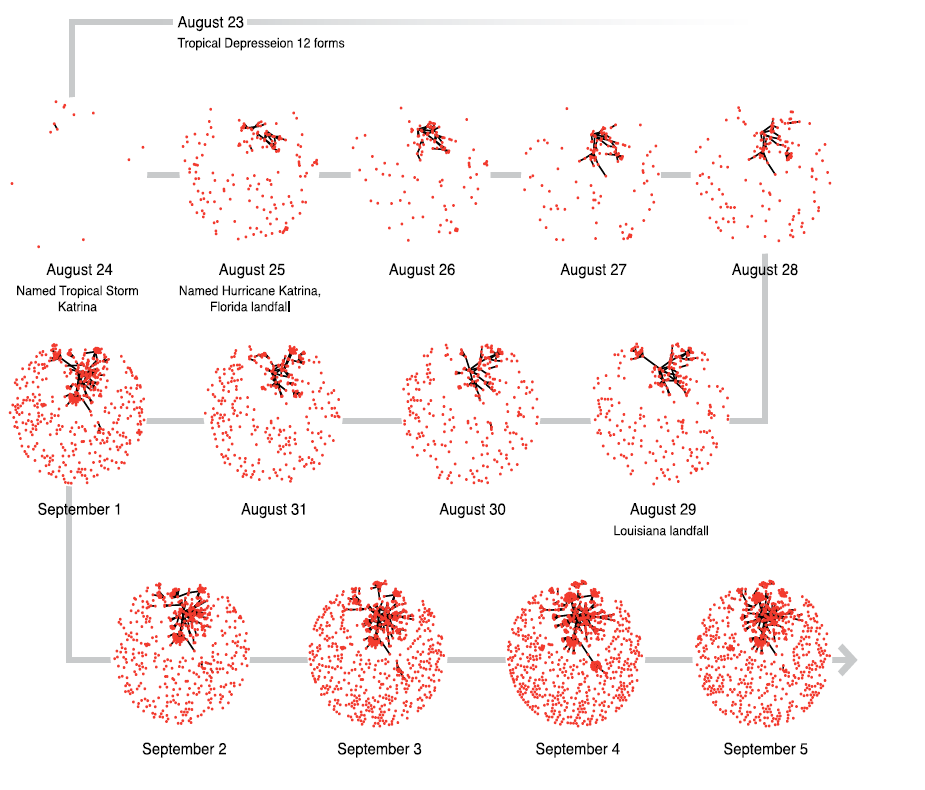 August 23
Tropical Depresseion 12 forms
August 24
Named Tropical Storm
Katrina
August 25
Named Hurricane Katrina,
Florida landfall
August 26
August 27
August 28
September 1
August 31
August 30
August 29
Louisiana landfall
September 2
September 3
September 4
September 5